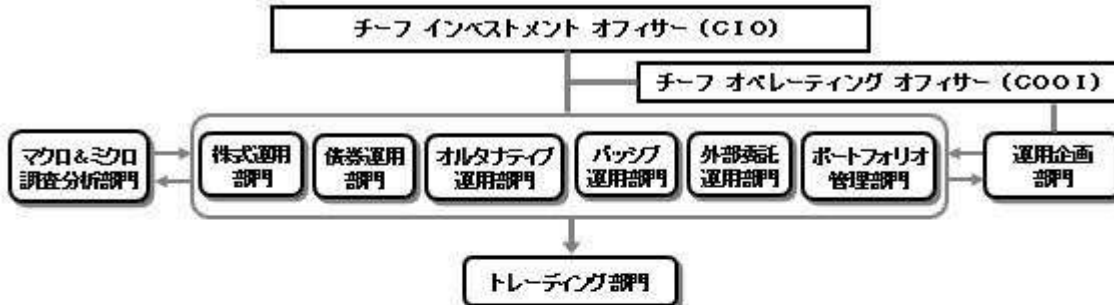 チーフ インベストメント オフィサー (CIO)
チーフ オペレーティング オフィサー (COOI)
マクロ&ミクロ
調査分析部門
株式運用
部門
債券運用
部門
オルタナティブ
運用部門
パッシブ
運用部門
外部委託
運用部門
ポートフォリオ
管理部門
運用企画
部門
トレーディング部門